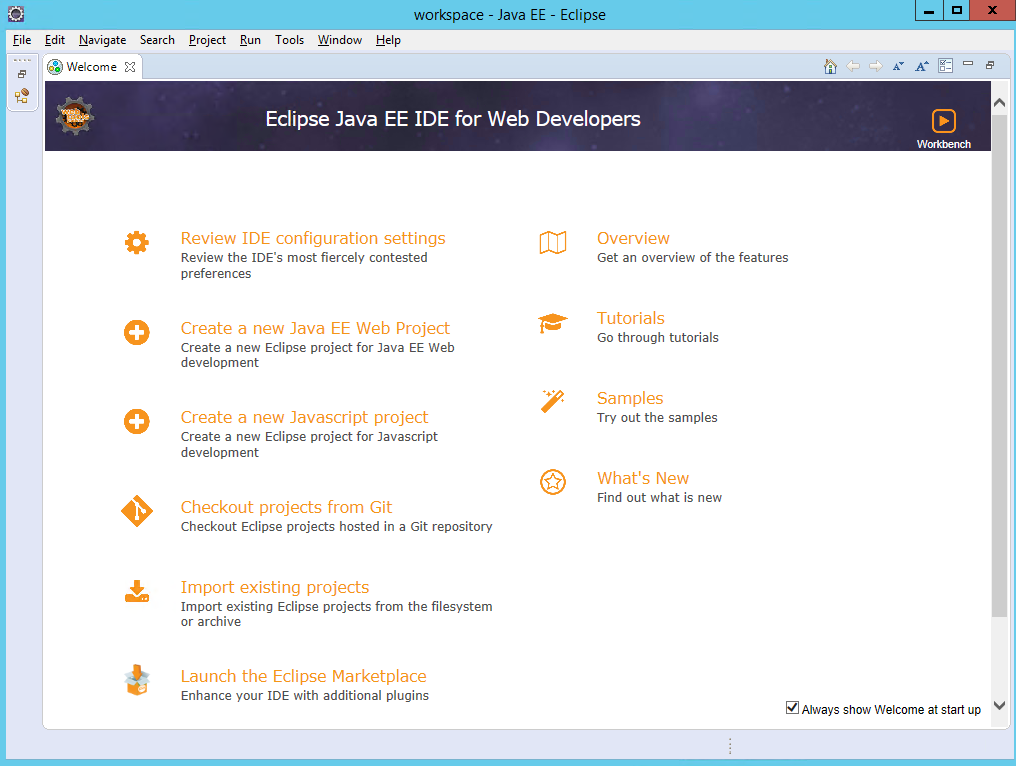 workspace - Java EE - Eclipse
File Edit Navigate Search Project Run Tools Window Help
Welcome
Eclipse Java EE IDE for Web Developers
Workbench
Review IDE configuration settings
Review the IDE's most fiercely contested
preferences
Create a new Java EE Web Project
Create a new Eclipse project for Java EE Web
development
Create a new Javascript project
Create a new Eclipse project for Javascript
development
Checkout projects from Git
Checkout Eclipse projects hosted in a Git repository
Import existing projects
Import existing Eclipse projects from the filesystem
or archive
Launch the Eclipse Marketplace
Enhance your IDE with additional plugins
Overview
Get an overview of the features
Tutorials
Go through tutorials
Samples
Try out the samples
What's New
Find out what is new
Always show Welcome at start up